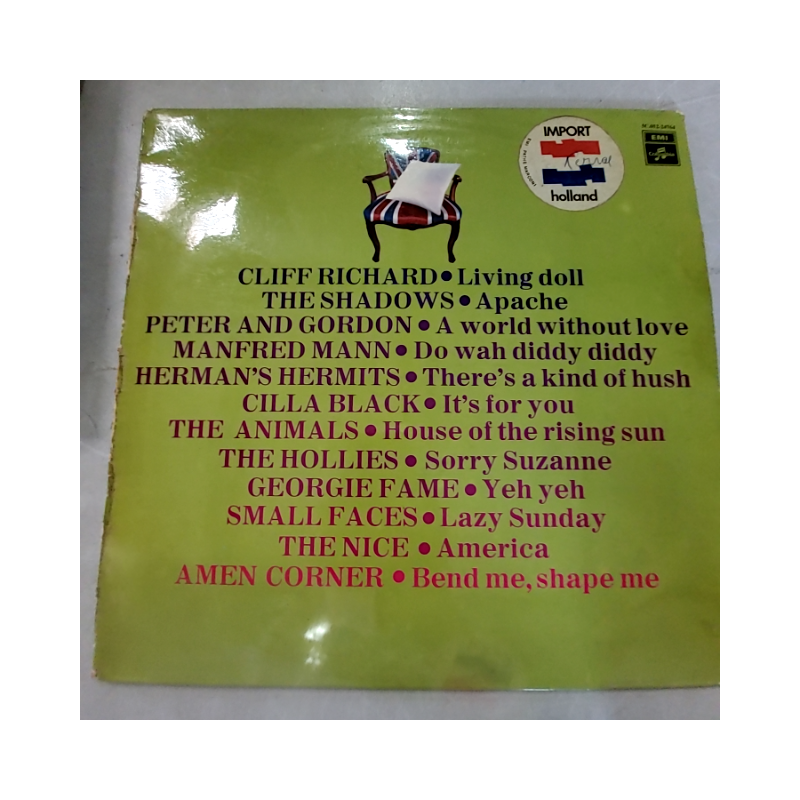 IMPORT
holland
EMI
Columbia
CLIFF RICHARD • Living doll
THE SHADOWS • Apache
PETER AND GORDON • A world without love
MANFRED MANN • Do wah diddy diddy
HERMAN'S HERMITS • There's a kind of hush
CILLA BLACK • It's for you
THE ANIMALS • House of the rising sun
THE HOLLIES • Sorry Suzanne
GEORGIE FAME • Yeh yeh
SMALL FACES • Lazy Sunday
THE NICE • America
AMEN CORNER • Bend me, shape me